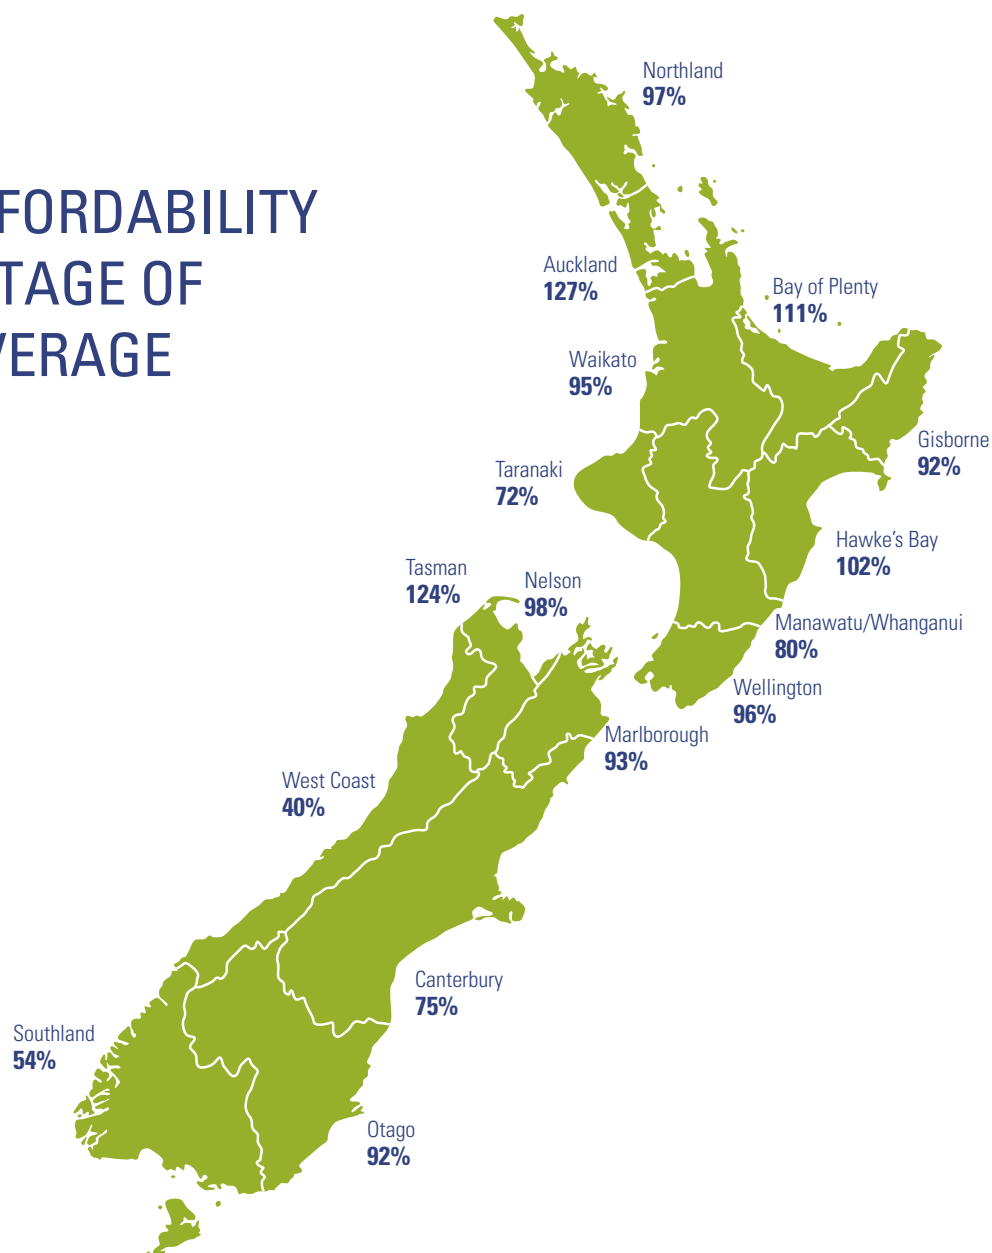 FORDABILITY
TAGE OF
VERAGE
Northland
97%
Auckland
127%
Bay of Plenty
111%
Waikato
95%
Gisborne
92%
Taranaki
72%
Hawke's Bay
102%
Tasman
124%
Nelson
98%
Manawatu/Whanganui
80%
Wellington
96%
Marlborough
93%
West Coast
40%
Canterbury
75%
Southland
54%
Otago
92%